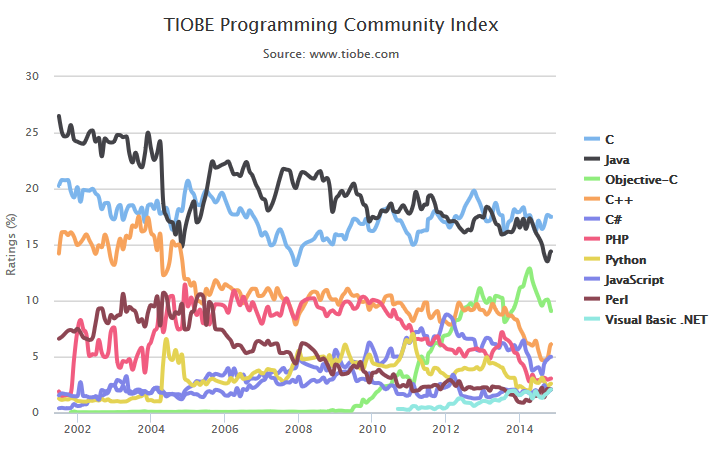 TIOBE Programming Community Index
Source: www.tiobe.com
Ratings (%)
30
25
20
15
10
5
0
2002
2004
2006
2008
2010
2012
2014
C
Java
Objective-C
C++
C#
PHP
Python
JavaScript
Perl
Visual Basic .NET